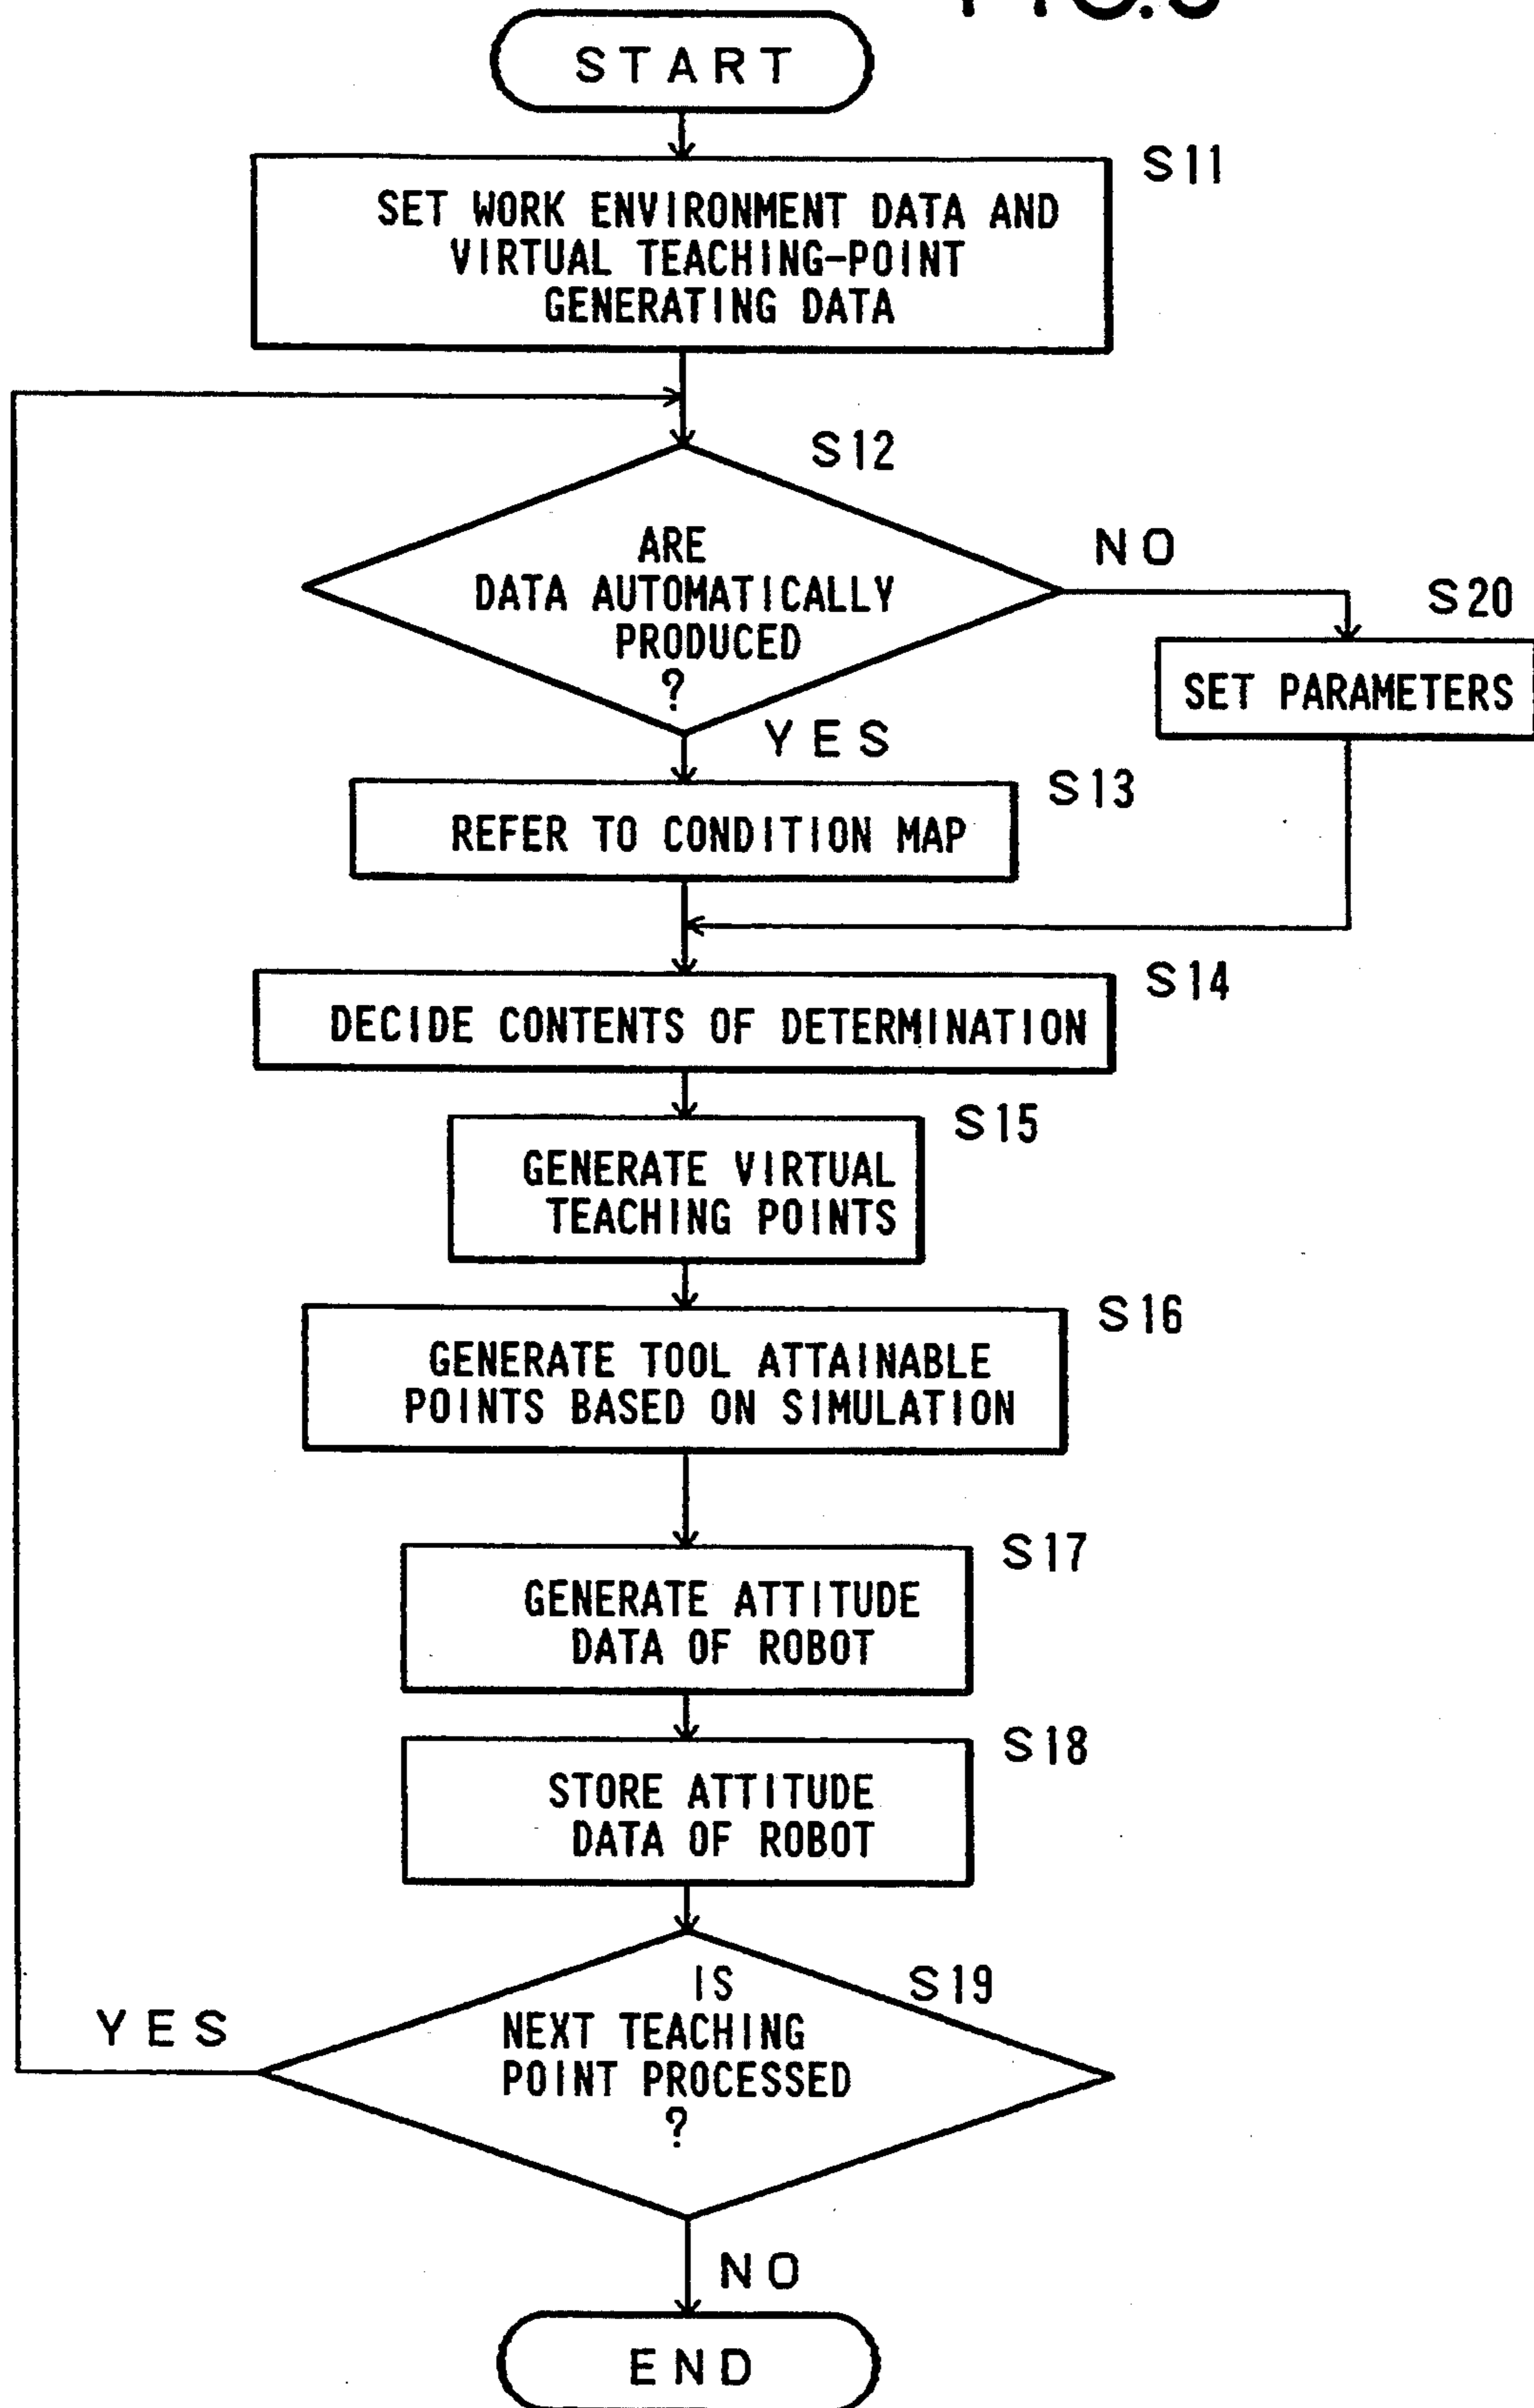 START
S11
SET WORK ENVIRONMENT DATA AND
VIRTUAL TEACHING-POINT
GENERATING DATA
S12
ARE
DATA AUTOMATICALLY
PRODUCED
?
NO
S20
SET PARAMETERS
YES
S13
REFER TO CONDITION MAP
S14
DECIDE CONTENTS OF DETERMINATION
S15
GENERATE VIRTUAL
TEACHING POINTS
S16
GENERATE TOOL ATTAINABLE
POINTS BASED ON SIMULATION
S17
GENERATE ATTITUDE
DATA OF ROBOT
S18
STORE ATTITUDE
DATA OF ROBOT
S19
IS
NEXT TEACHING
POINT PROCESSED
?
YES
NO
END